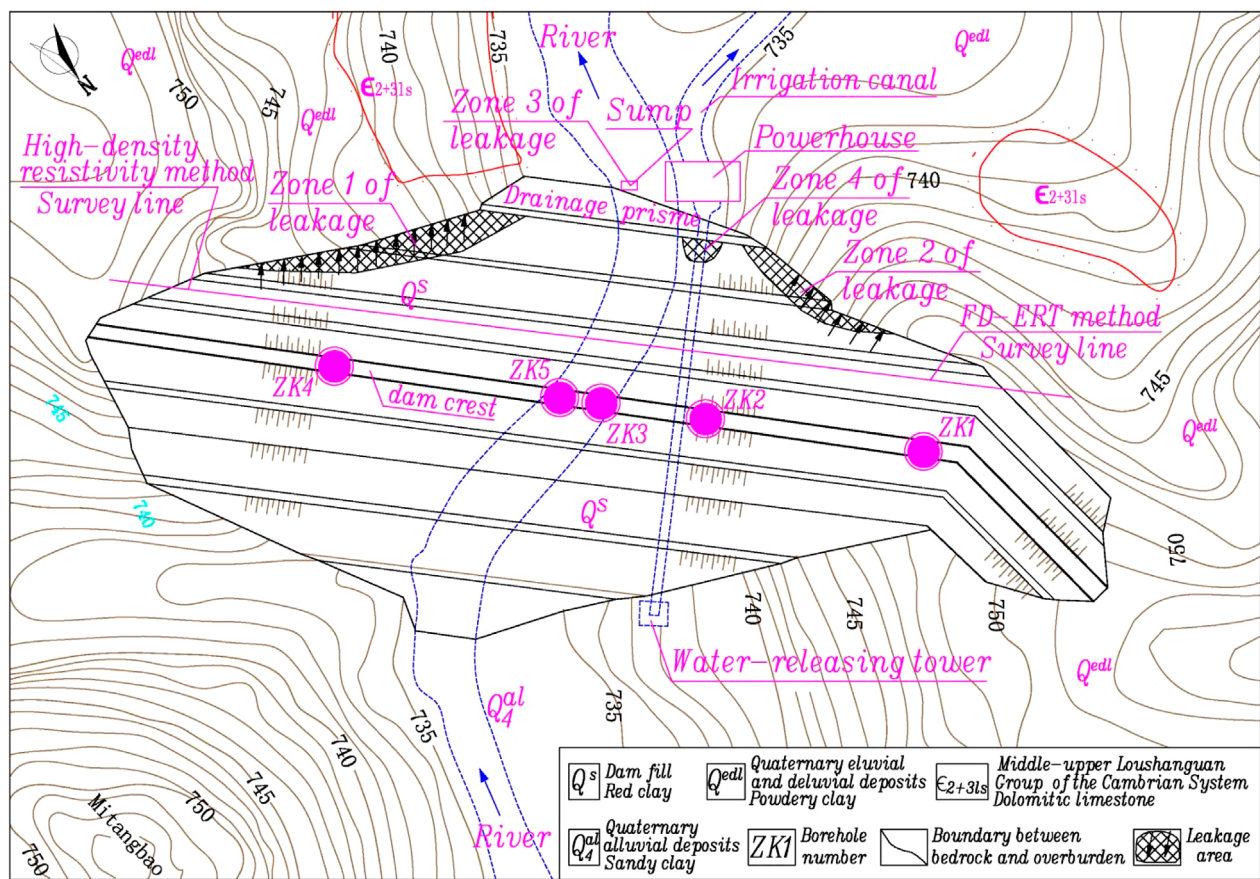 N
Q^edl
750
745
740
735
Є2+3ls
Q^edl
River
735
Q^edl
Irrigation canal
Zone 3 of
leakage
Sump
Powerhouse
High-density
resistivity method
Survey line
Zone 1 of
leakage
Drainage prisme
Zone 4 of
leakage
740
Є2+3ls
Zone 2 of
leakage
Q^s
FD-ERT method
Survey line
745
Q^edl
ZK4
dam crest
ZK5
ZK3
ZK2
ZK1
745
740
Q^s
750
740
745
750
Water-releasing tower
Q^edl
Q4^al
735
735
740
745
750
Mitangbao
750
River
Q^s Dam fill
Red clay
Q^edl Quaternary eluvial
and deluvial deposits
Powdery clay
Є2+3ls Middle-upper Loushanguan
Group of the Cambrian System
Dolomitic limestone
Q4^al Quaternary
alluvial deposits
Sandy clay
ZK1 Borehole
number
Boundary between
bedrock and overburden
Leakage
area